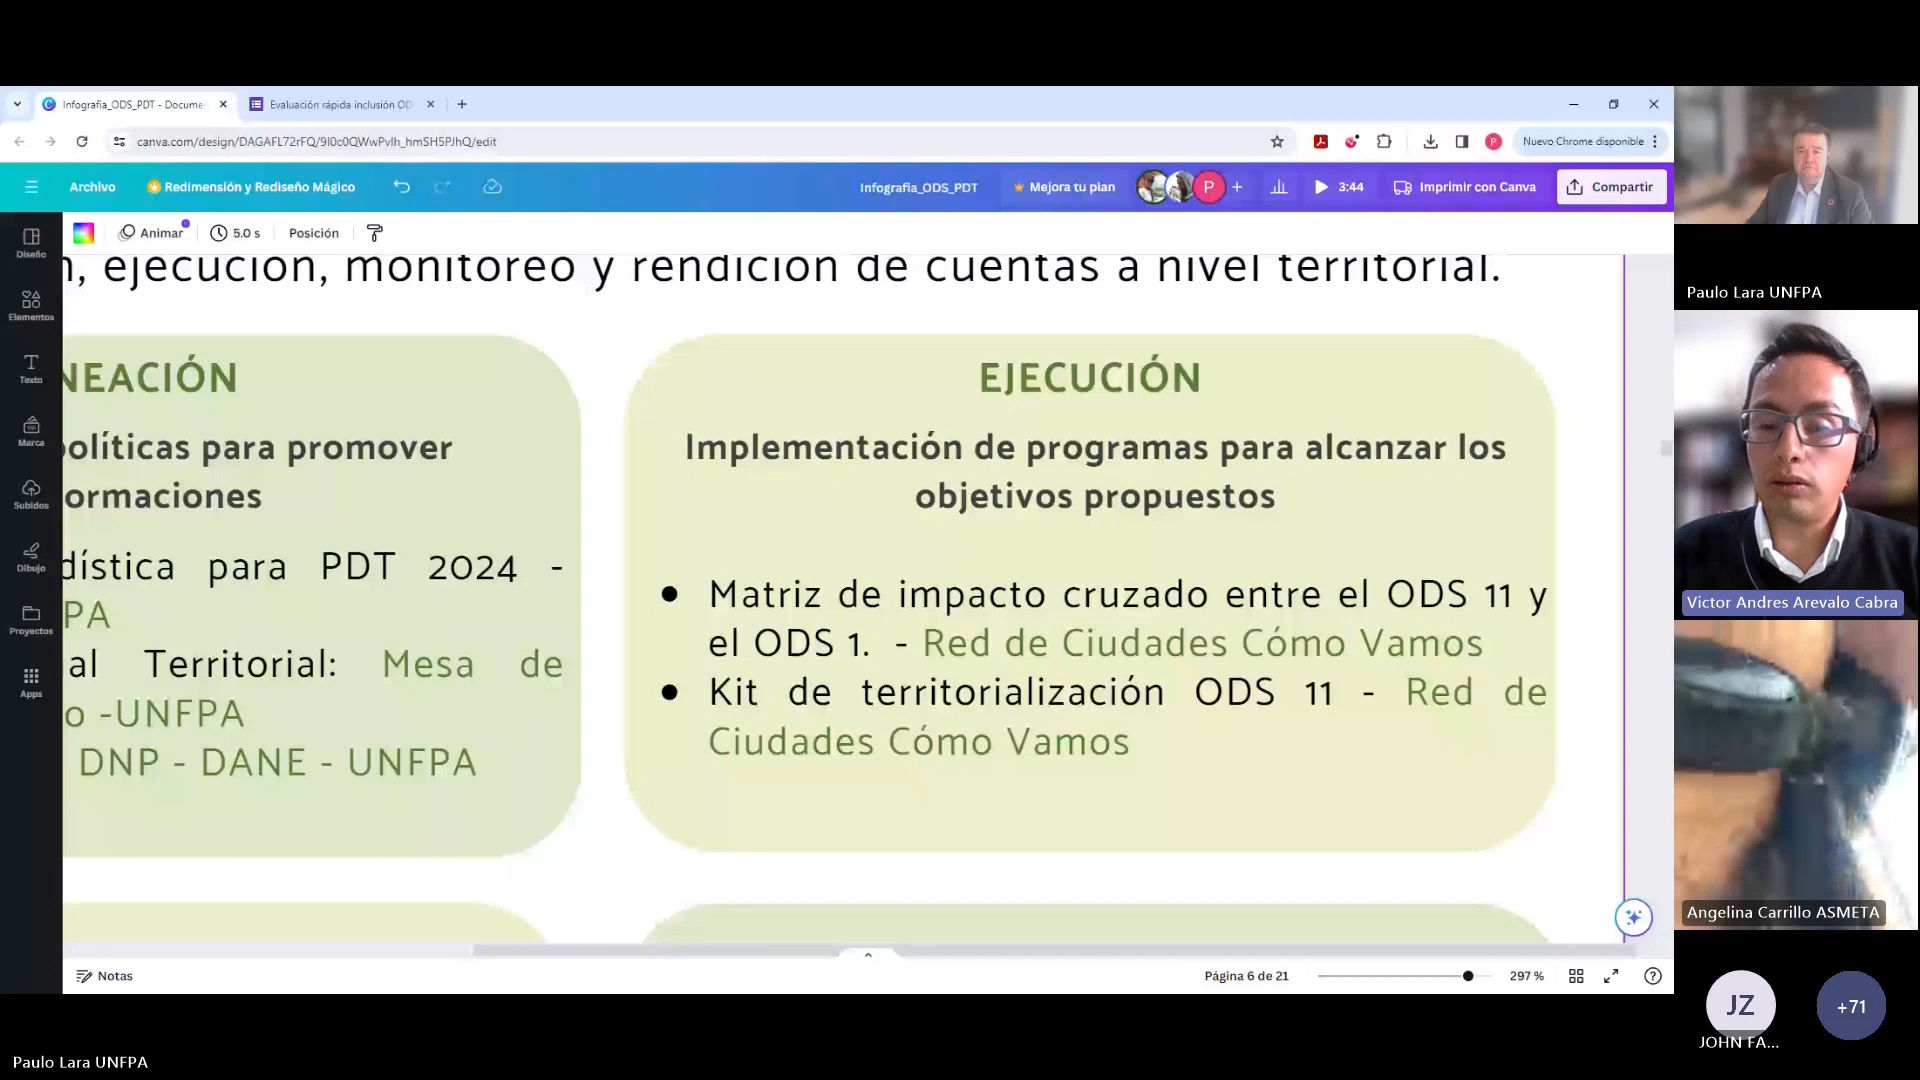 Infografia_ODS_PDT - Docume
Evaluación rápida inclusión OD
canva.com/design/DAGAFL72rFQ/9I0c0QWwPvIh_hmSH5PJhQ/edit
Nuevo Chrome disponible
Archivo
Redimensión y Rediseño Mágico
Infografia_ODS_PDT
Mejora tu plan
P
3:44
Imprimir con Canva
Compartir
Animar
5.0 s
Posición
Diseño
Elementos
Texto
Marca
Subidos
Dibujo
Proyectos
Apps
n, ejecución, monitoreo y rendición de cuentas a nivel territorial.
NEACIÓN
políticas para promover
ormaciones
dística para PDT 2024 -
PA
al Territorial: Mesa de
o -UNFPA
DNP - DANE - UNFPA
EJECUCIÓN
Implementación de programas para alcanzar los
objetivos propuestos
Matriz de impacto cruzado entre el ODS 11 y
el ODS 1. - Red de Ciudades Cómo Vamos
Kit de territorialización ODS 11 - Red de
Ciudades Cómo Vamos
Notas
Página 6 de 21
297 %
Paulo Lara UNFPA
Victor Andres Arevalo Cabra
Angelina Carrillo ASMETA
JZ
JOHN FA...
+71
Paulo Lara UNFPA